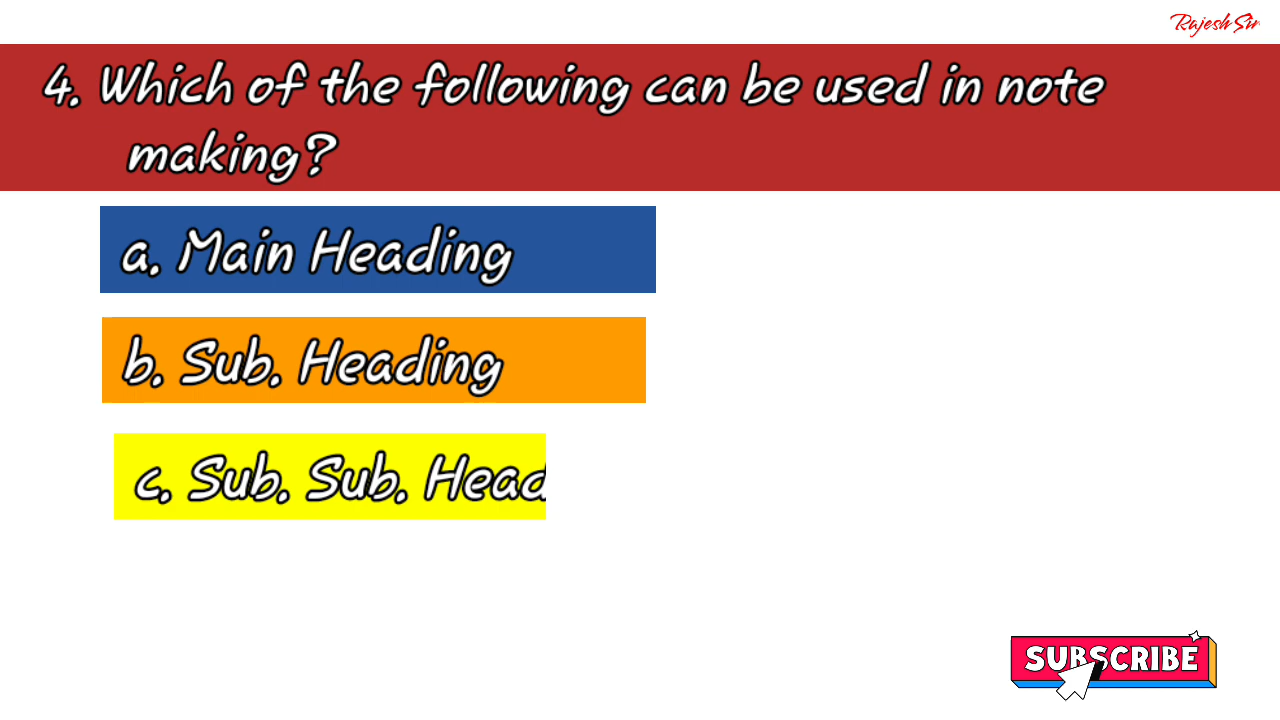 Rajesh Sir
4. Which of the following can be used in note
making?
a. Main Heading
b. Sub. Heading
c. Sub. Sub. Head
SUBSCRIBE